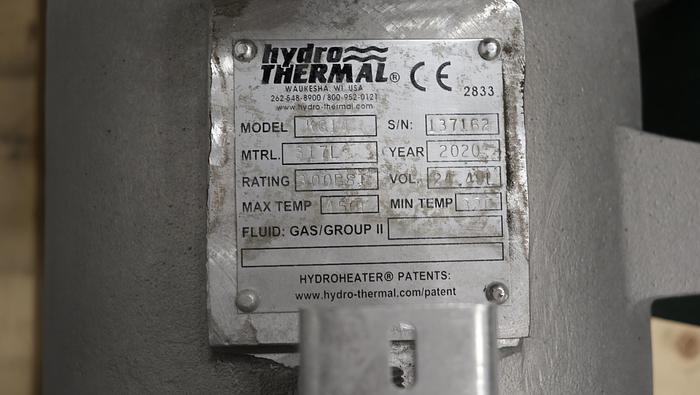 hydro
THERMAL®
WAUKESHA, WI USA
262-548-8900 / 800-952-0121
www.hydro-thermal.com
CE 2833
MODEL S/N: 137162
MTRL. 317L YEAR 2020
RATING 300PSI VOL.
MAX TEMP MIN TEMP
FLUID: GAS/GROUP II
HYDROHEATER® PATENTS:
www.hydro-thermal.com/patent